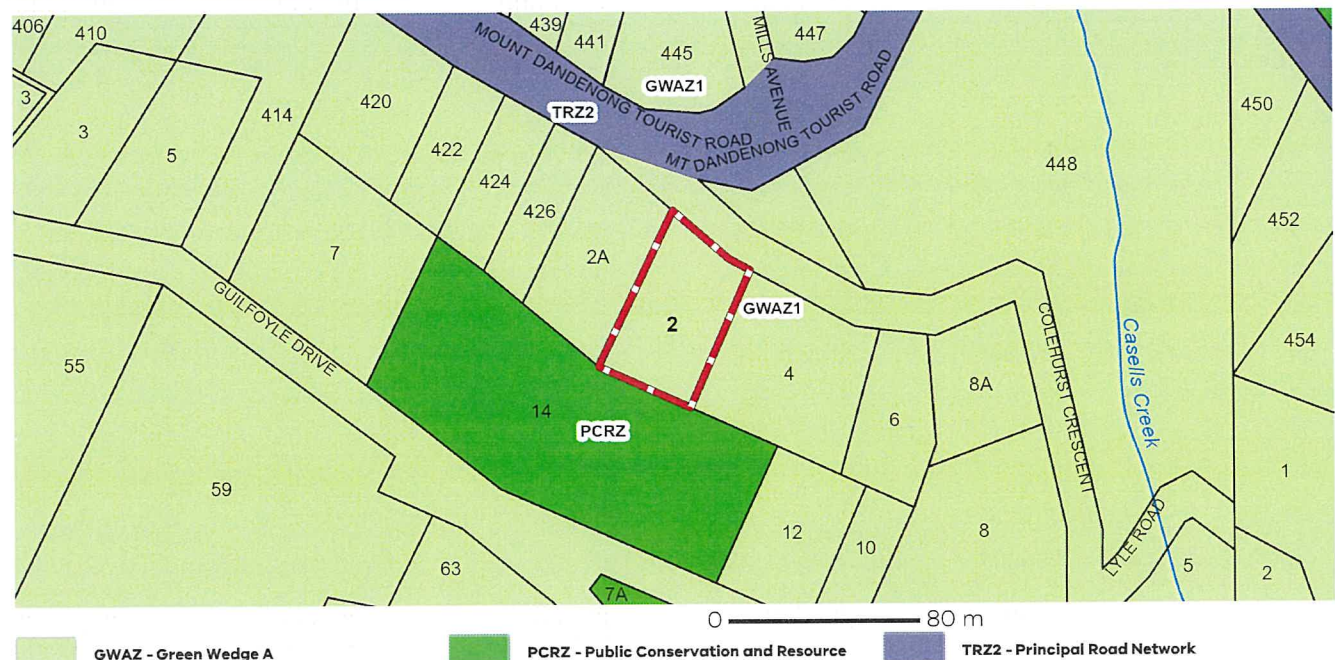 406
410
439
441
445
447
MOUNT DANDENONG TOURIST ROAD
MILLS AVENUE
GWAZ1
TRZ2
MT DANDENONG TOURIST ROAD
3
3
5
414
420
422
424
426
448
450
452
454
7
2A
2
GWAZ1
4
6
8A
COLEHURST CRESCENT
Casells Creek
GUILFOYLE DRIVE
55
59
14
PCRZ
63
7A
12
10
8
LYLE ROAD
5
2
1
0 80 m
GWAZ - Green Wedge A
PCRZ - Public Conservation and Resource
TRZ2 - Principal Road Network